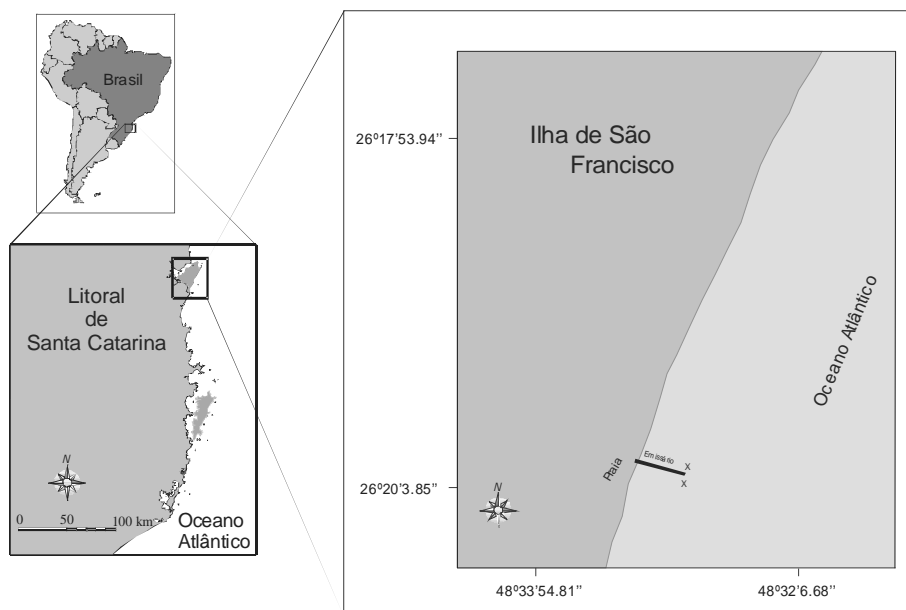 Brasil
Litoral
de
Santa Catarina
N
0 50 100 km
Oceano
Atlântico
26º17’53.94’’
26º20’3.85’’
Ilha de São
Francisco
Oceano Atlântico
Praia
Emissário
X
X
N
48º33’54.81’’ 48º32’6.68’’